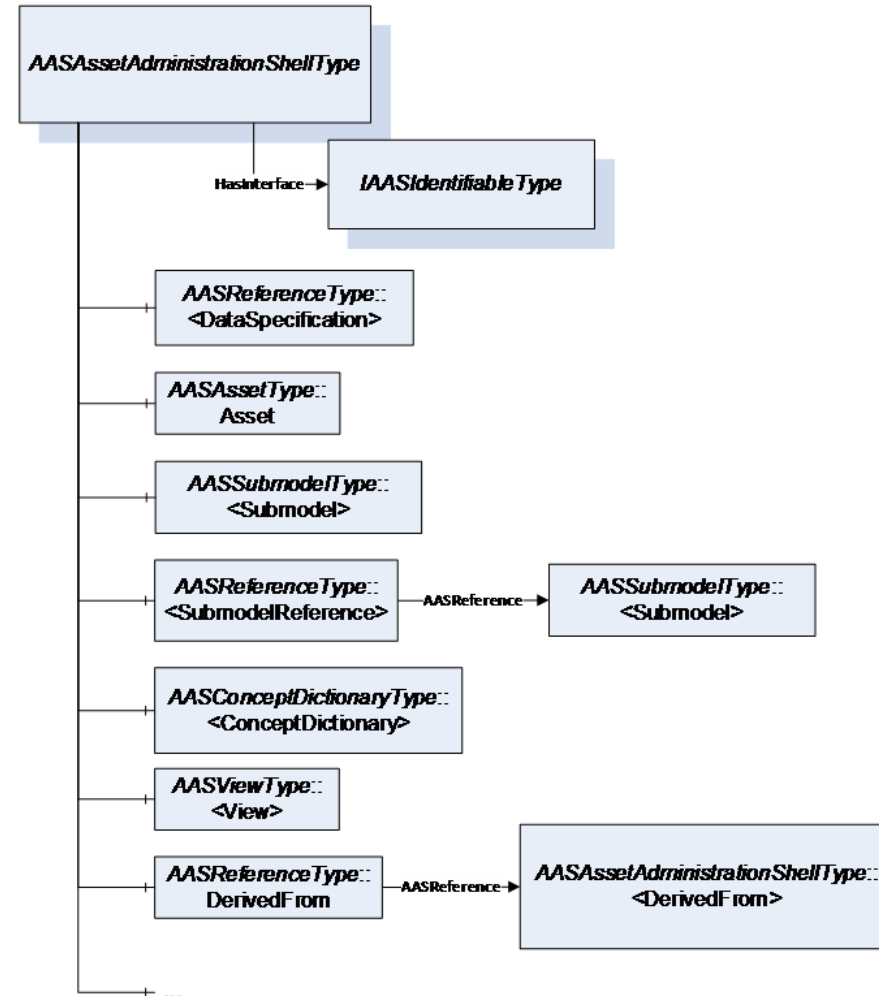 AASAssetAdministrationShellType
HasInterface
IAASIdentifiableType
AASReferenceType::
<DataSpecification>
AASAssetType::
Asset
AASSubmodelType::
<Submodel>
AASReferenceType::
<SubmodelReference>
AASReference
AASSubmodelType::
<Submodel>
AASConceptDictionaryType::
<ConceptDictionary>
AASViewType::
<View>
AASReferenceType::
DerivedFrom
AASReference
AASAssetAdministrationShellType::
<DerivedFrom>
...